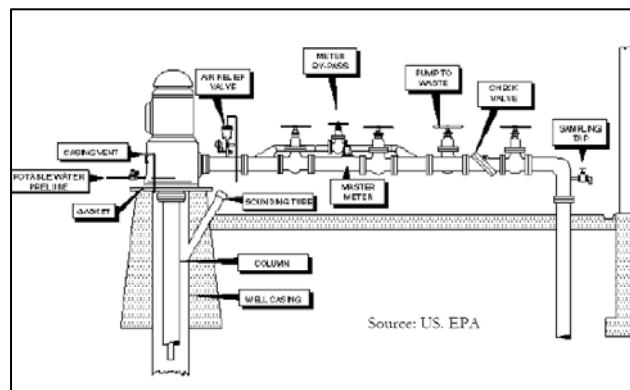 METER
BY-PASS
AIR RELIEF
VALVE
PUMP TO
WASTE
CHECK
VALVE
SAMPLING
TAP
CASING VENT
POTABLE WATER
PRELUBE
GASKET
SOUNDING TUBE
MASTER
METER
COLUMN
WELL CASING
Source: US. EPA